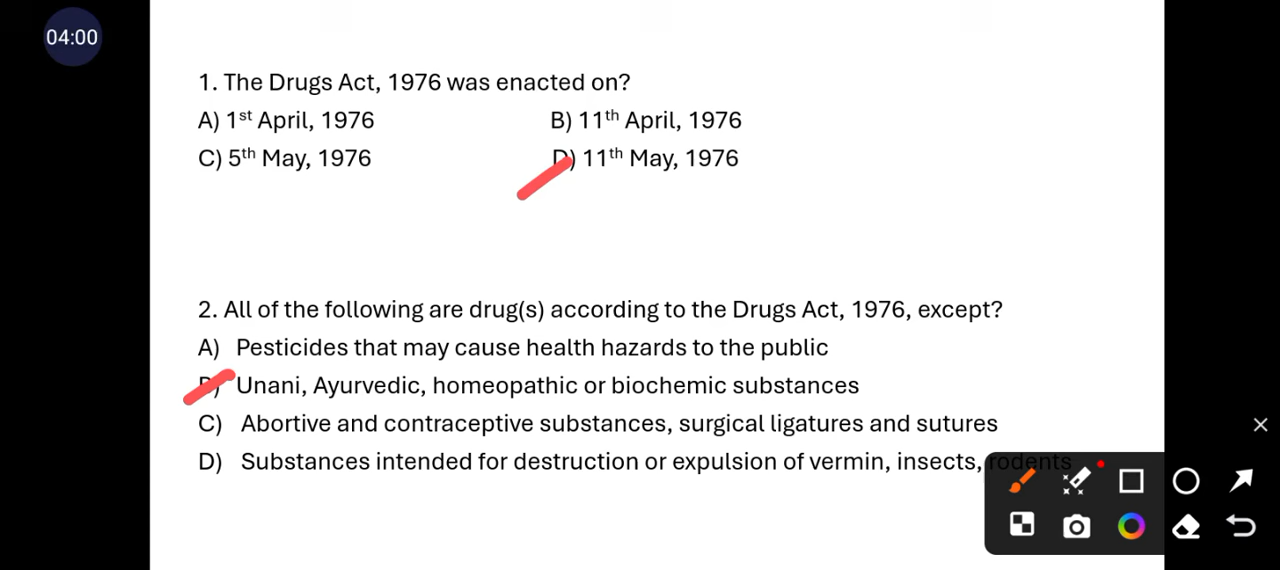 04:00
1. The Drugs Act, 1976 was enacted on?
A) 1st April, 1976 B) 11th April, 1976
C) 5th May, 1976 D) 11th May, 1976
2. All of the following are drug(s) according to the Drugs Act, 1976, except?
A) Pesticides that may cause health hazards to the public
B) Unani, Ayurvedic, homeopathic or biochemic substances
C) Abortive and contraceptive substances, surgical ligatures and sutures
D) Substances intended for destruction or expulsion of vermin, insects, rodents